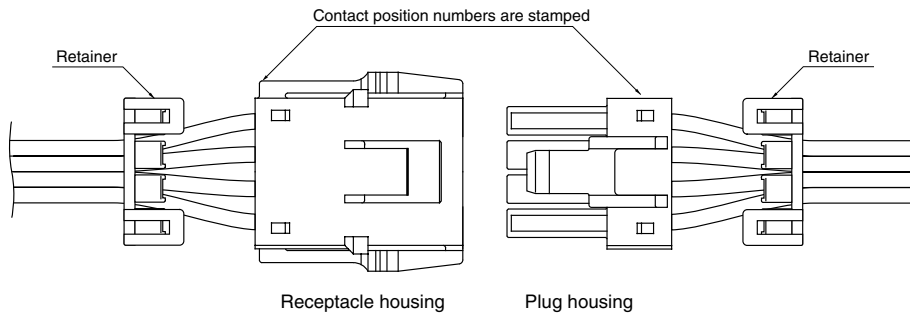 Contact position numbers are stamped
Retainer
Retainer
Receptacle housing
Plug housing